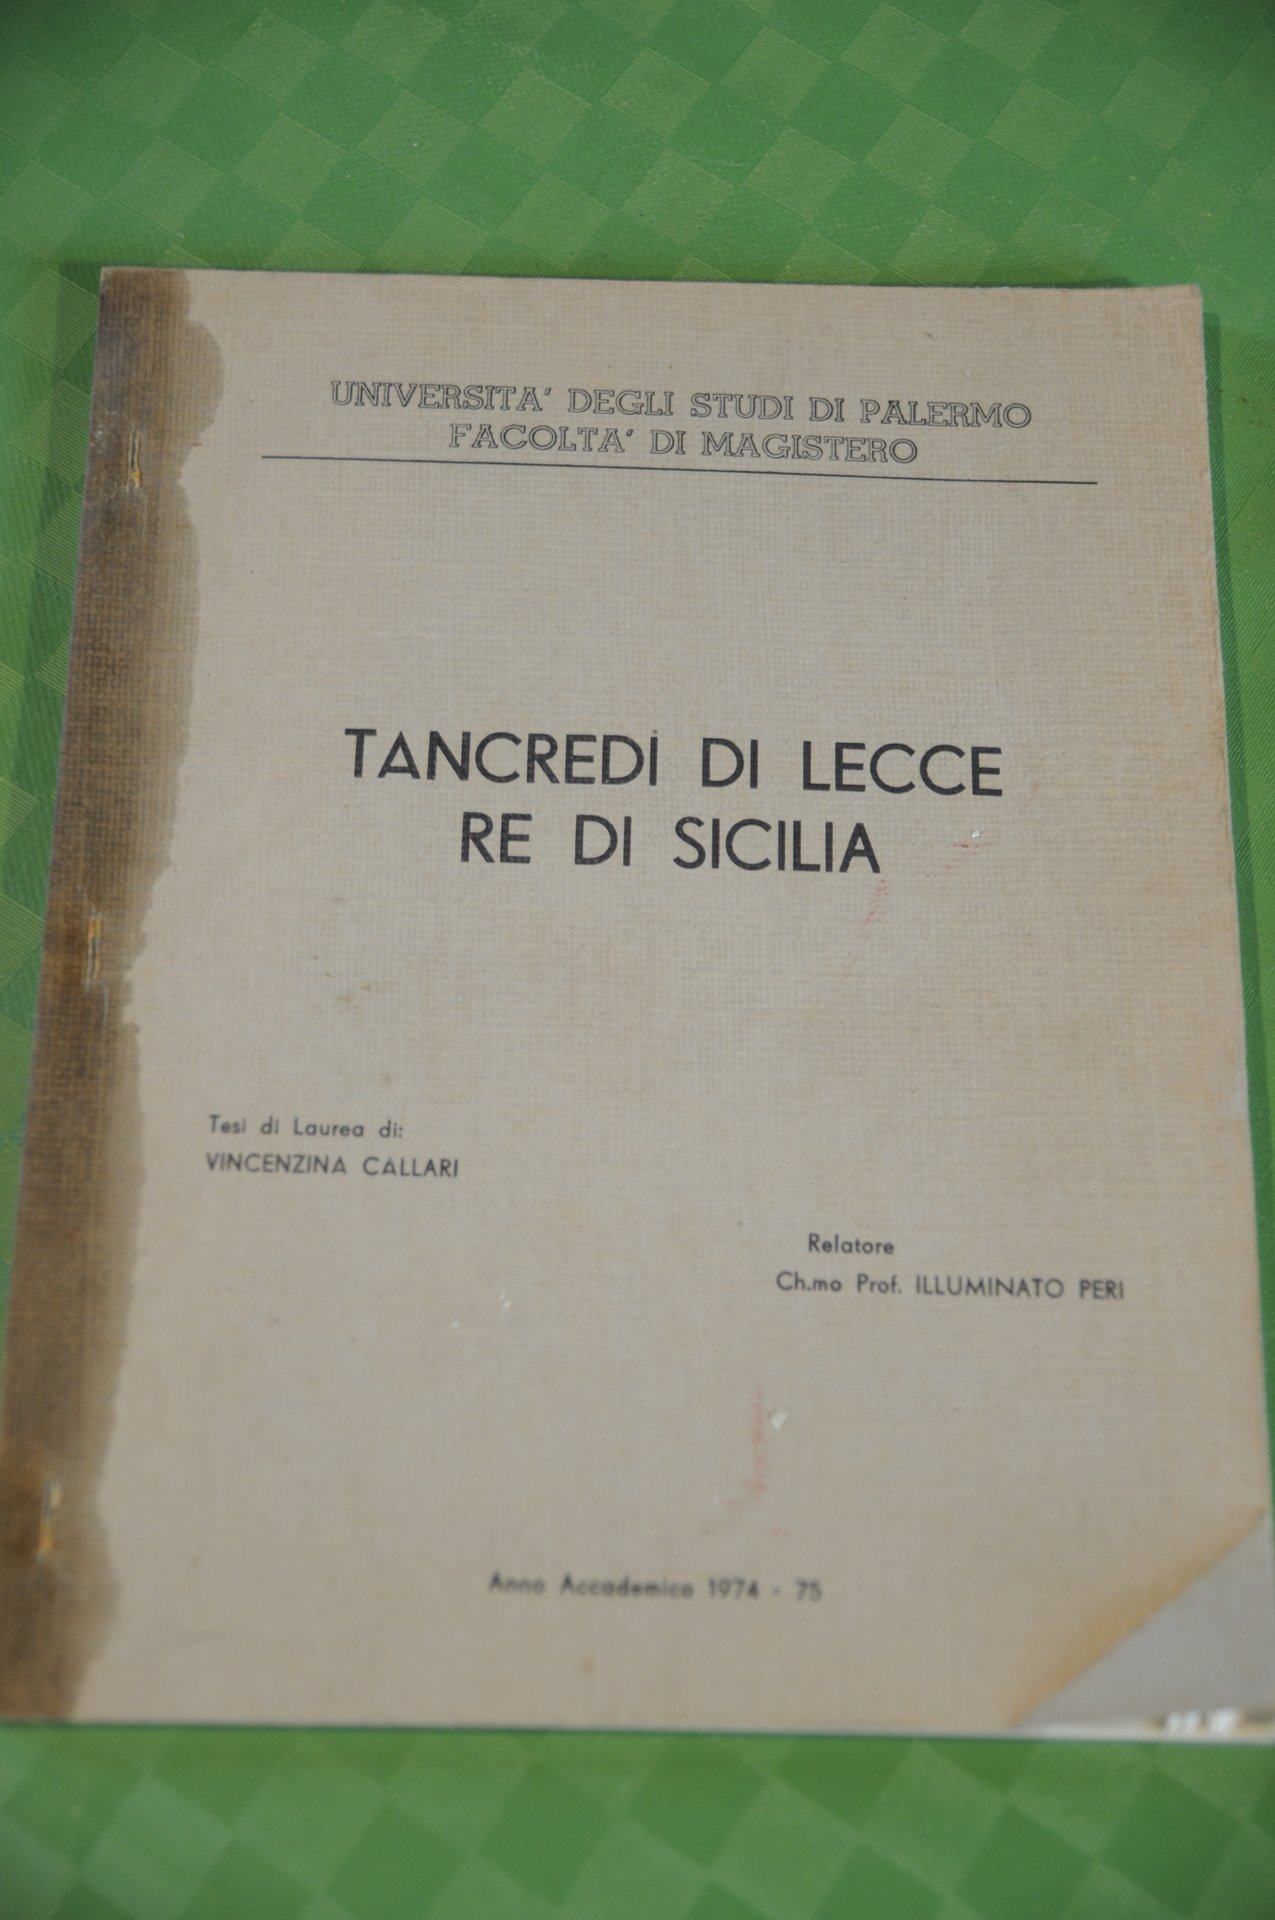 UNIVERSITA' DEGLI STUDI DI PALERMO
FACOLTA' DI MAGISTERO
TANCREDI DI LECCE
RE DI SICILIA
Tesi di Laurea di:
VINCENZINA CALLARI
Relatore
Ch.mo Prof. ILLUMINATO PERI
Anno Accademico 1974 - 75